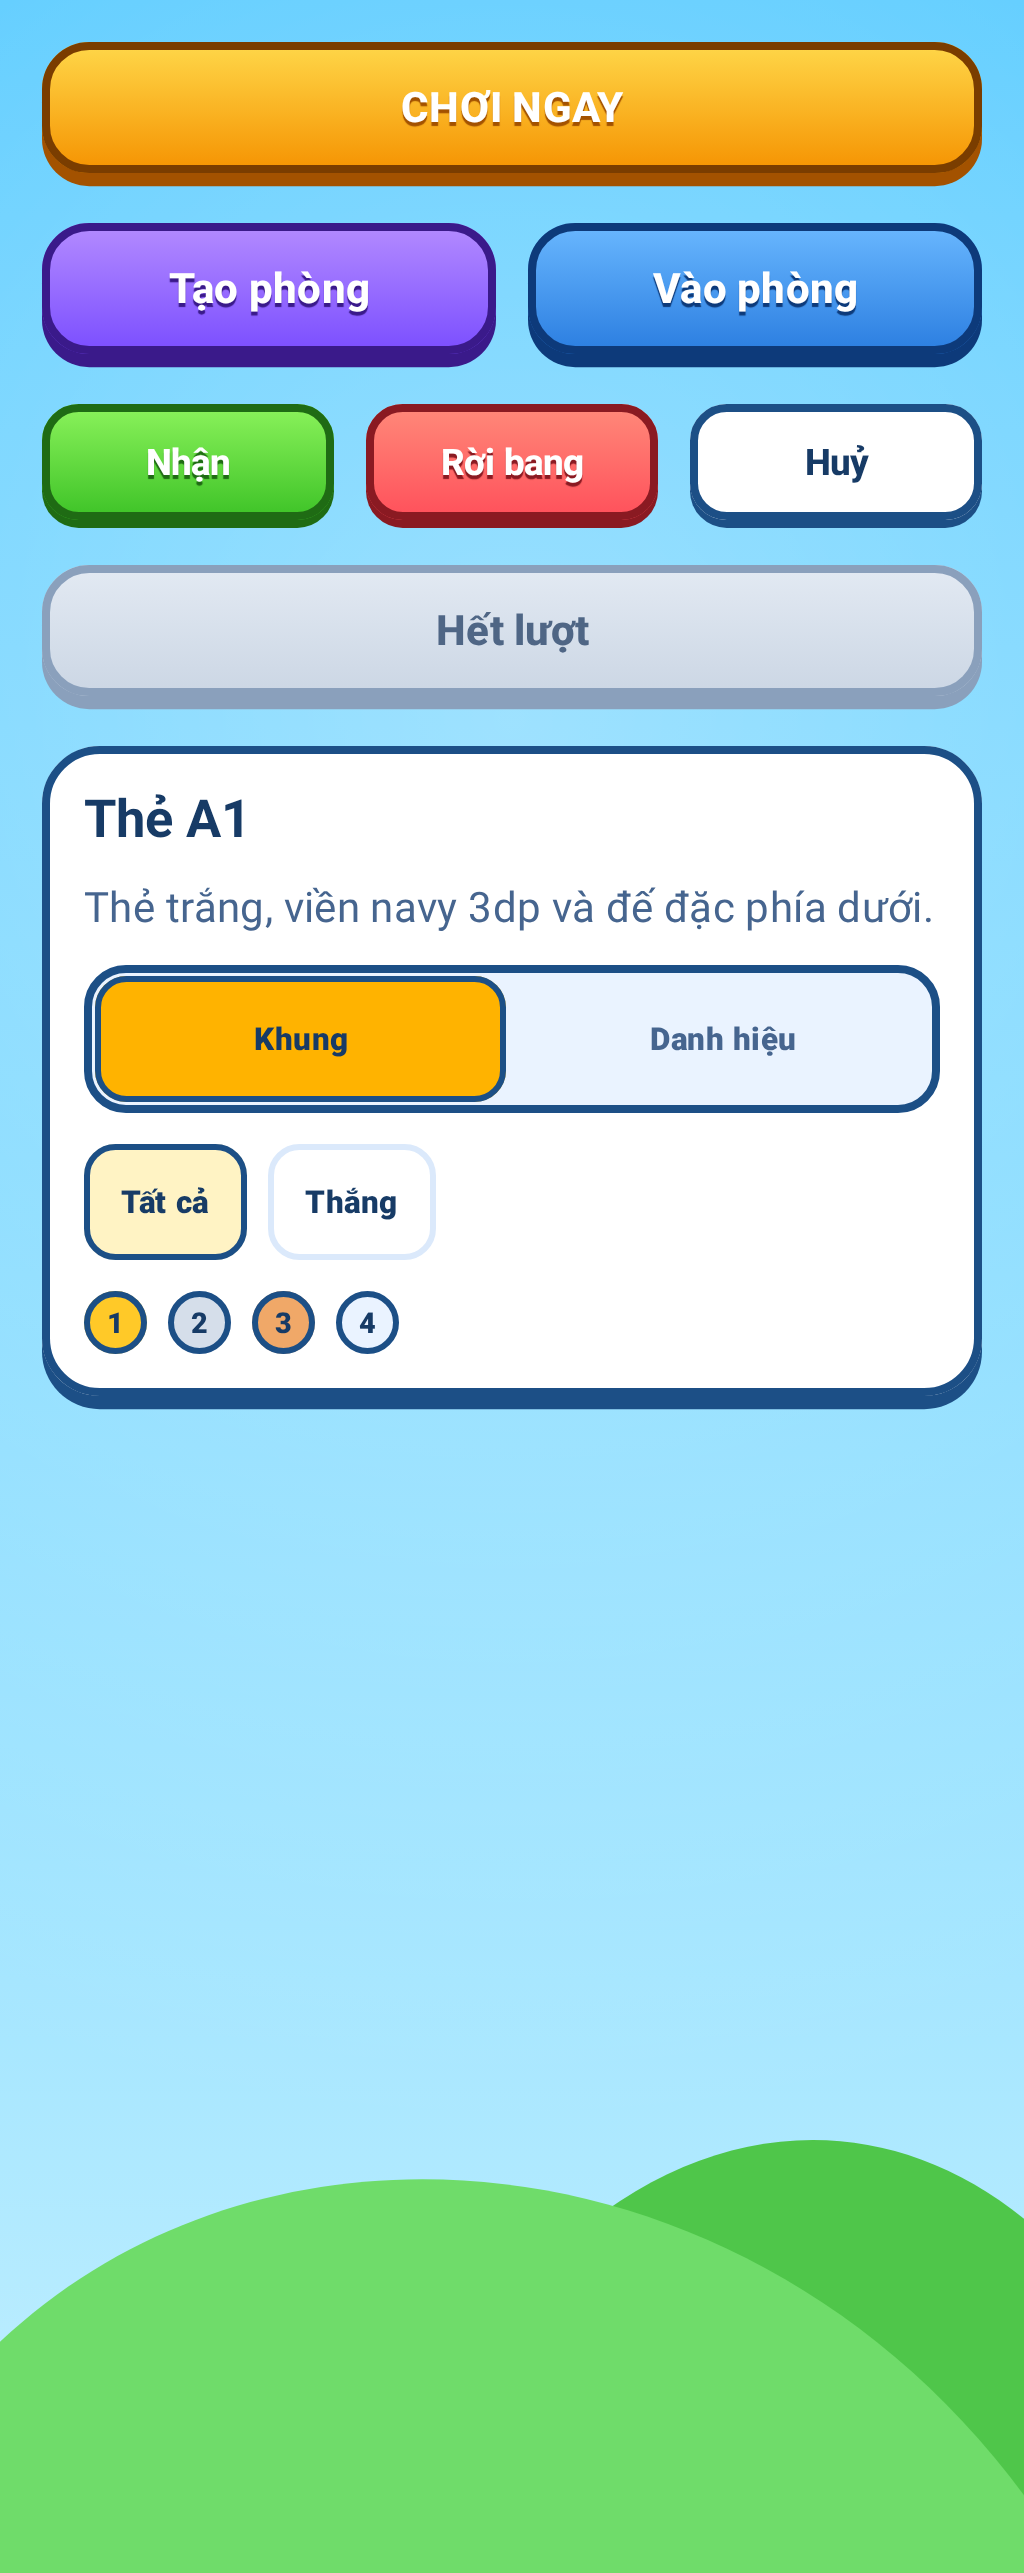 CHƠI NGAY
Tạo phòng
Vào phòng
Nhận
Rời bang
Huỷ
Hết lượt
Thẻ A1
Thẻ trắng, viền navy 3dp và đế đặc phía dưới.
Khung
Danh hiệu
Tất cả
Thắng
1
2
3
4